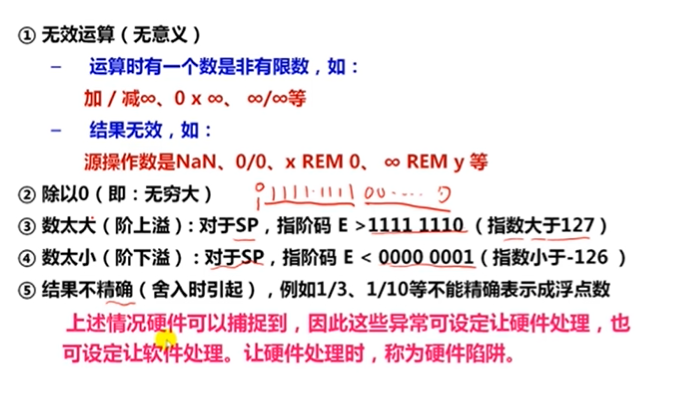 ① 无效运算（无意义）
– 运算时有一个数是非有限数，如：
加 / 减∞、0 x ∞、 ∞/∞等
– 结果无效，如：
源操作数是NaN、0/0、x REM 0、 ∞ REM y 等
② 除以0（即：无穷大） 0 1111 1111 00 ······ 0
③ 数太大（阶上溢）: 对于SP，指阶码 E >1111 1110 （指数大于127）
④ 数太小（阶下溢）: 对于SP，指阶码 E < 0000 0001（指数小于-126 ）
⑤ 结果不精确（舍入时引起），例如1/3、1/10等不能精确表示成浮点数
上述情况硬件可以捕捉到，因此这些异常可设定让硬件处理，也
可设定让软件处理。让硬件处理时，称为硬件陷阱。